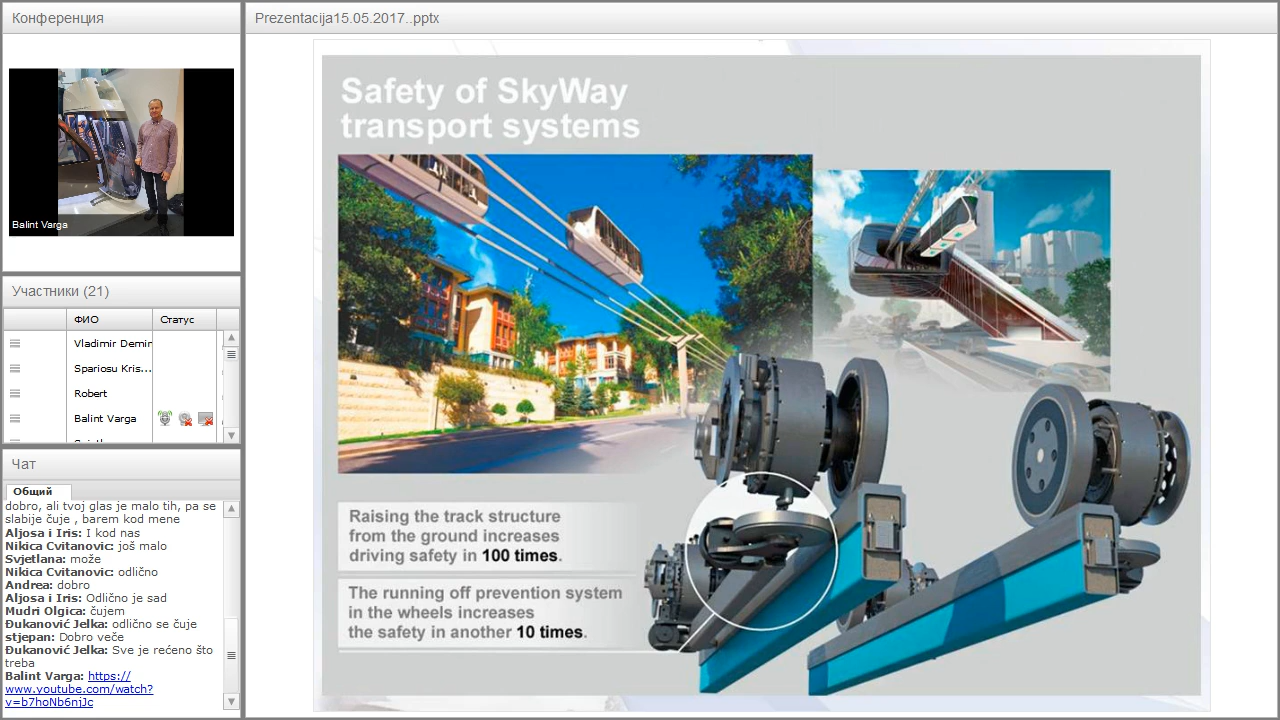 Конференция
Balint Varga
Участники (21)
ФИО Статус
Vladimir Demir
Spariosu Kris...
Robert
Balint Varga
Чат
Общий
dobro, ali tvoj glas je malo tih, pa se
slabije čuje , barem kod mene
Aljosa i Iris: I kod nas
Nikica Cvitanovic: još malo
Svjetlana: može
Nikica Cvitanovic: odlično
Andrea: dobro
Aljosa i Iris: Odlično je sad
Mudri Olgica: čujem
Đukanović Jelka: odlično se čuje
stjepan: Dobro veče
Đukanović Jelka: Sve je rečeno što
treba
Balint Varga: https://
www.youtube.com/watch?
v=b7hoNb6njJc
Prezentacija15.05.2017..pptx
Safety of SkyWay
transport systems
Raising the track structure
from the ground increases
driving safety in 100 times.
The running off prevention system
in the wheels increases
the safety in another 10 times.